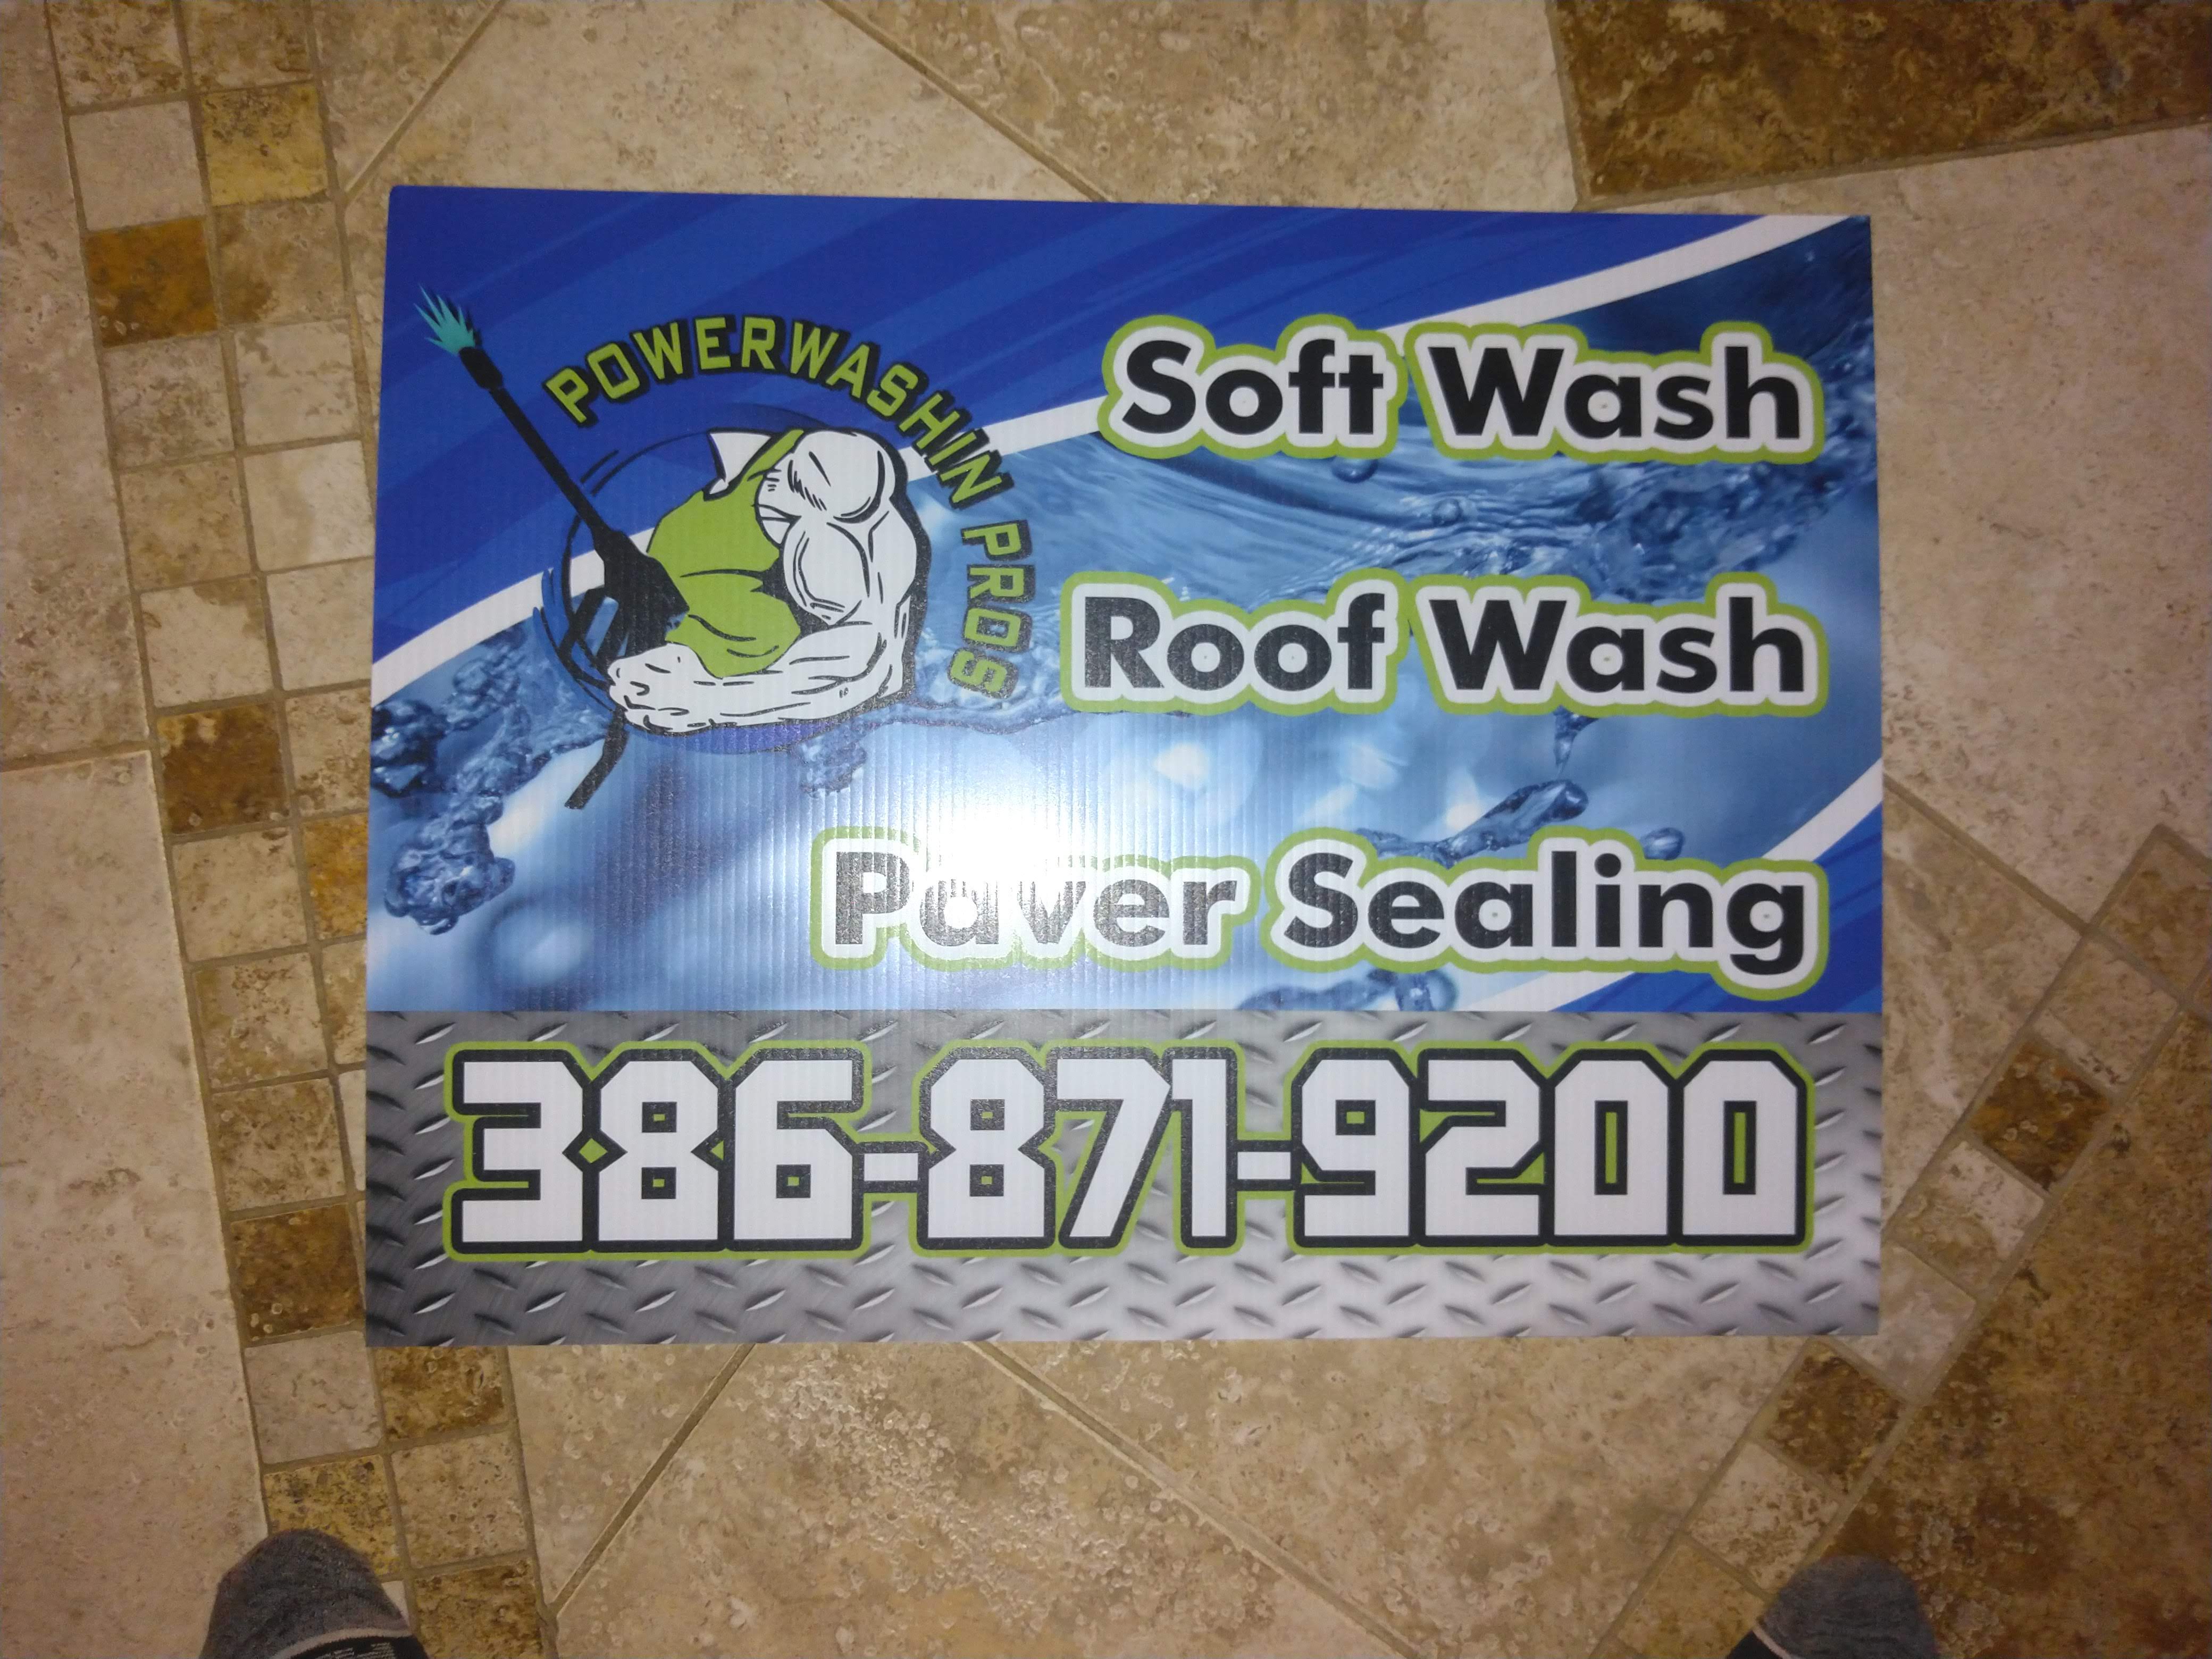 POWERWASHIN PROS
Soft Wash
Roof Wash
Paver Sealing
386-871-9200